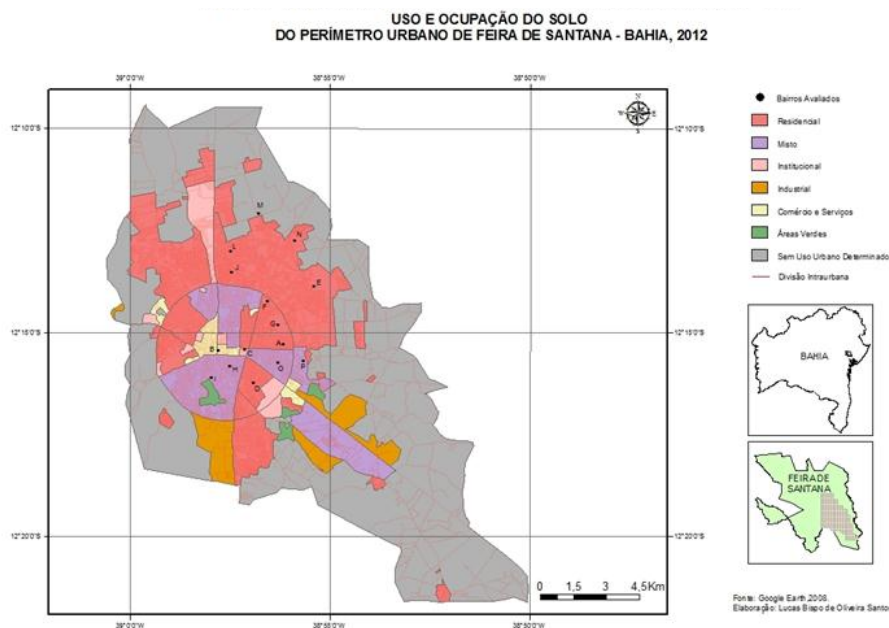 USO E OCUPAÇÃO DO SOLO
DO PERÍMETRO URBANO DE FEIRA DE SANTANA - BAHIA, 2012
39°0'0"W
38°55'0"W
38°50'0"W
12°10'0"S
12°10'0"S
N
Bairros Avaliados
Residencial
Misto
Institucional
Industrial
Comércio e Serviços
Áreas Verdes
Sem Uso Urbano Determinado
Divisão Intraurbana
M
N
L
J
E
F
G
A
B
C
H
O
P
I
D
12°15'0"S
12°15'0"S
BAHIA
FEIRA DE
SANTANA
12°20'0"S
12°20'0"S
0 1,5 3 4,5 Km
39°0'0"W
38°55'0"W
38°50'0"W
Fonte: Google Earth,2008.
Elaboração: Lucas Bispo de Oliveira Santo